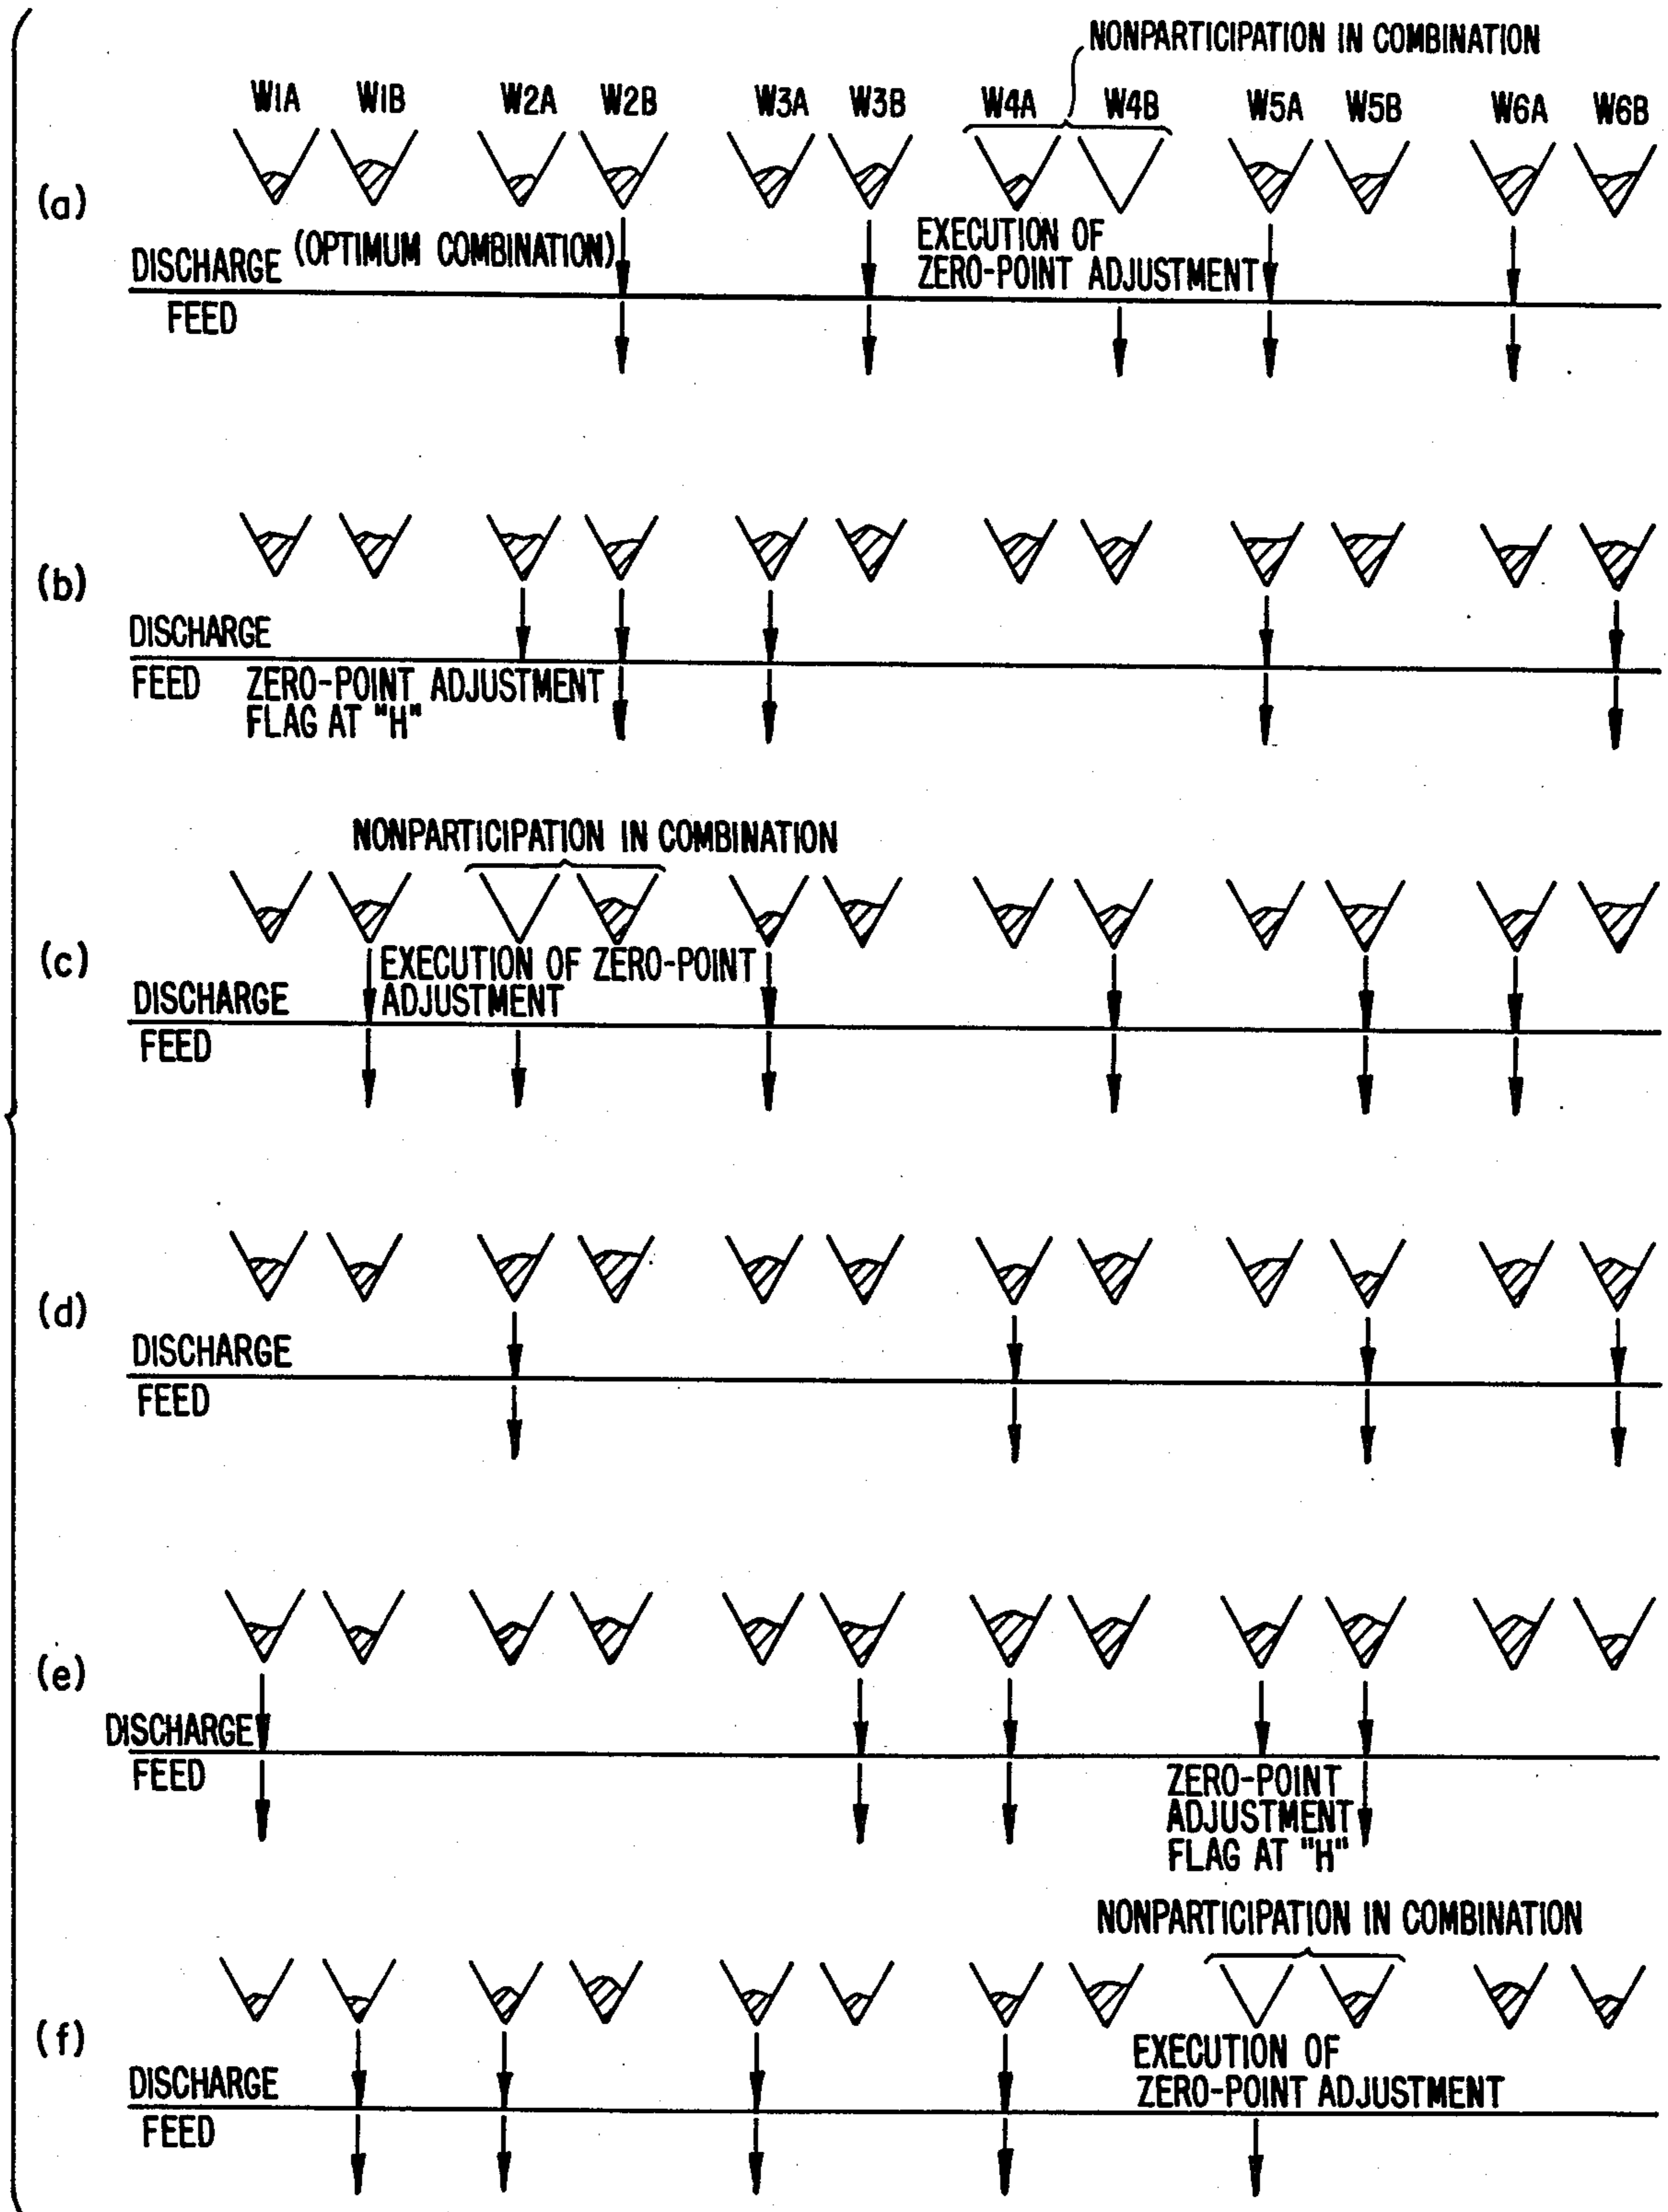 NONPARTICIPATION IN COMBINATION
W1A W1B W2A W2B W3A W3B W4A W4B W5A W5B W6A W6B
(a)
DISCHARGE (OPTIMUM COMBINATION)
EXECUTION OF
ZERO-POINT ADJUSTMENT
FEED
(b)
DISCHARGE
FEED ZERO-POINT ADJUSTMENT
FLAG AT "H"
NONPARTICIPATION IN COMBINATION
(c)
EXECUTION OF ZERO-POINT
ADJUSTMENT
DISCHARGE
FEED
(d)
DISCHARGE
FEED
(e)
DISCHARGE
FEED
ZERO-POINT
ADJUSTMENT
FLAG AT "H"
NONPARTICIPATION IN COMBINATION
(f)
EXECUTION OF
ZERO-POINT ADJUSTMENT
DISCHARGE
FEED